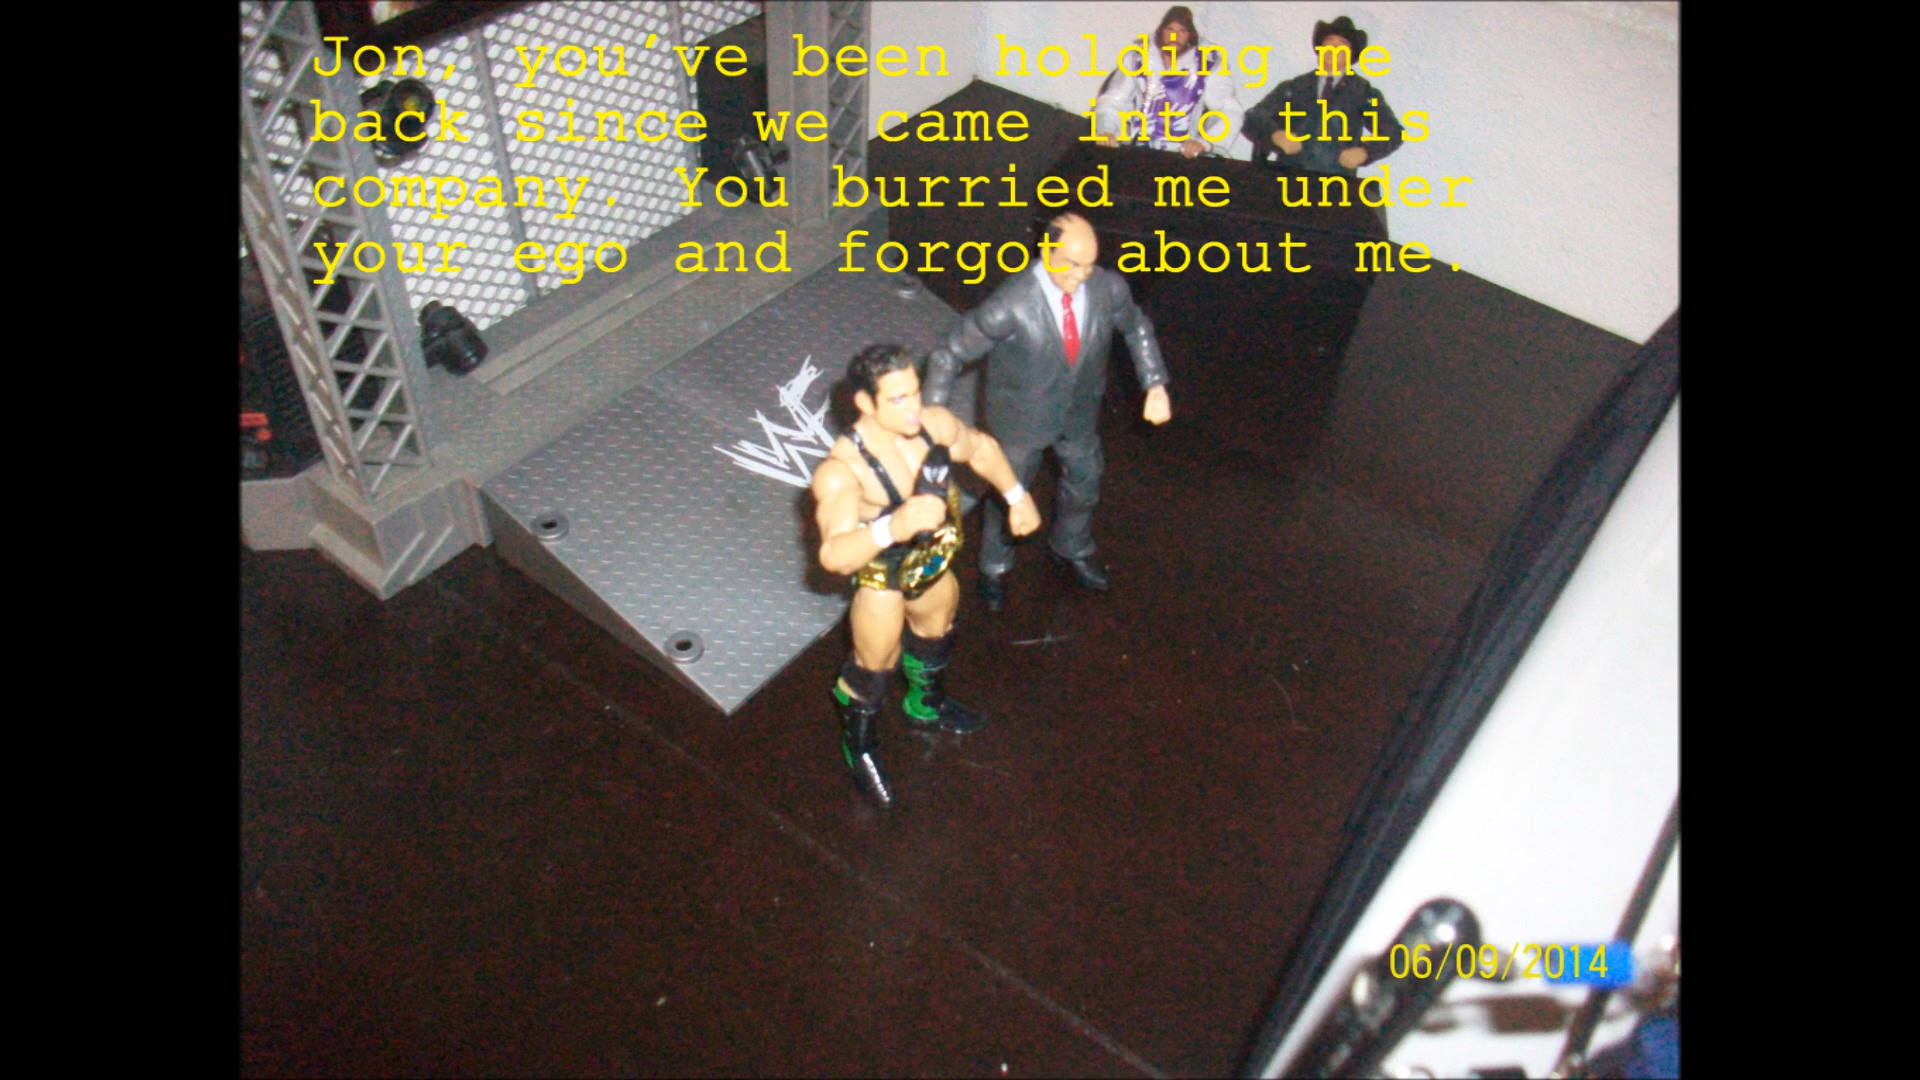 Jon, you've been holding me
back since we came into this
company. You burried me under
your ego and forgot about me.
WWF
06/09/2014